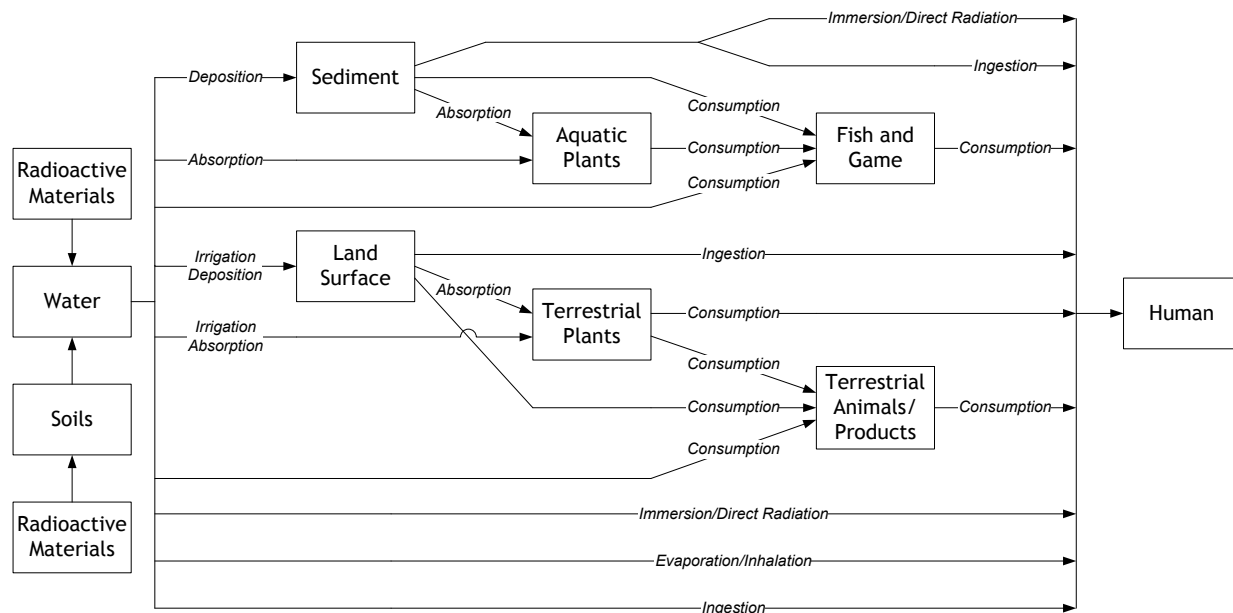 Immersion/Direct Radiation
Ingestion
Deposition
Sediment
Consumption
Absorption
Aquatic
Plants
Consumption
Fish and
Game
Consumption
Absorption
Radioactive
Materials
Consumption
Irrigation
Deposition
Land
Surface
Ingestion
Absorption
Water
Terrestrial
Plants
Consumption
Human
Irrigation
Absorption
Consumption
Terrestrial
Animals/
Products
Consumption
Consumption
Soils
Consumption
Radioactive
Materials
Immersion/Direct Radiation
Evaporation/Inhalation
Ingestion